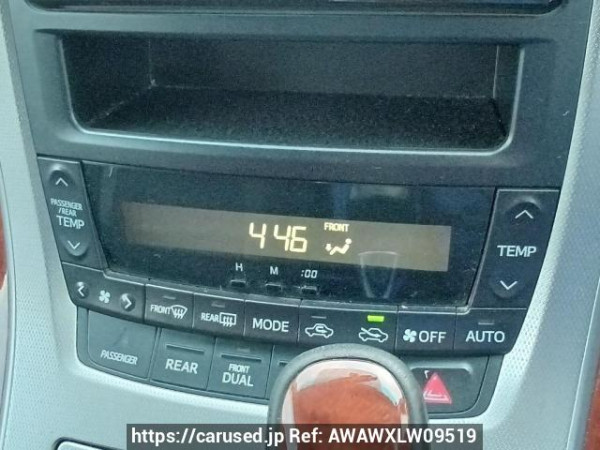 PASSENGER
/REAR
TEMP
4 46
FRONT
TEMP
H M :00
FRONT
REAR
MODE
OFF
AUTO
PASSENGER
REAR
FRONT
DUAL
https://carused.jp Ref: AWAWXLW09519